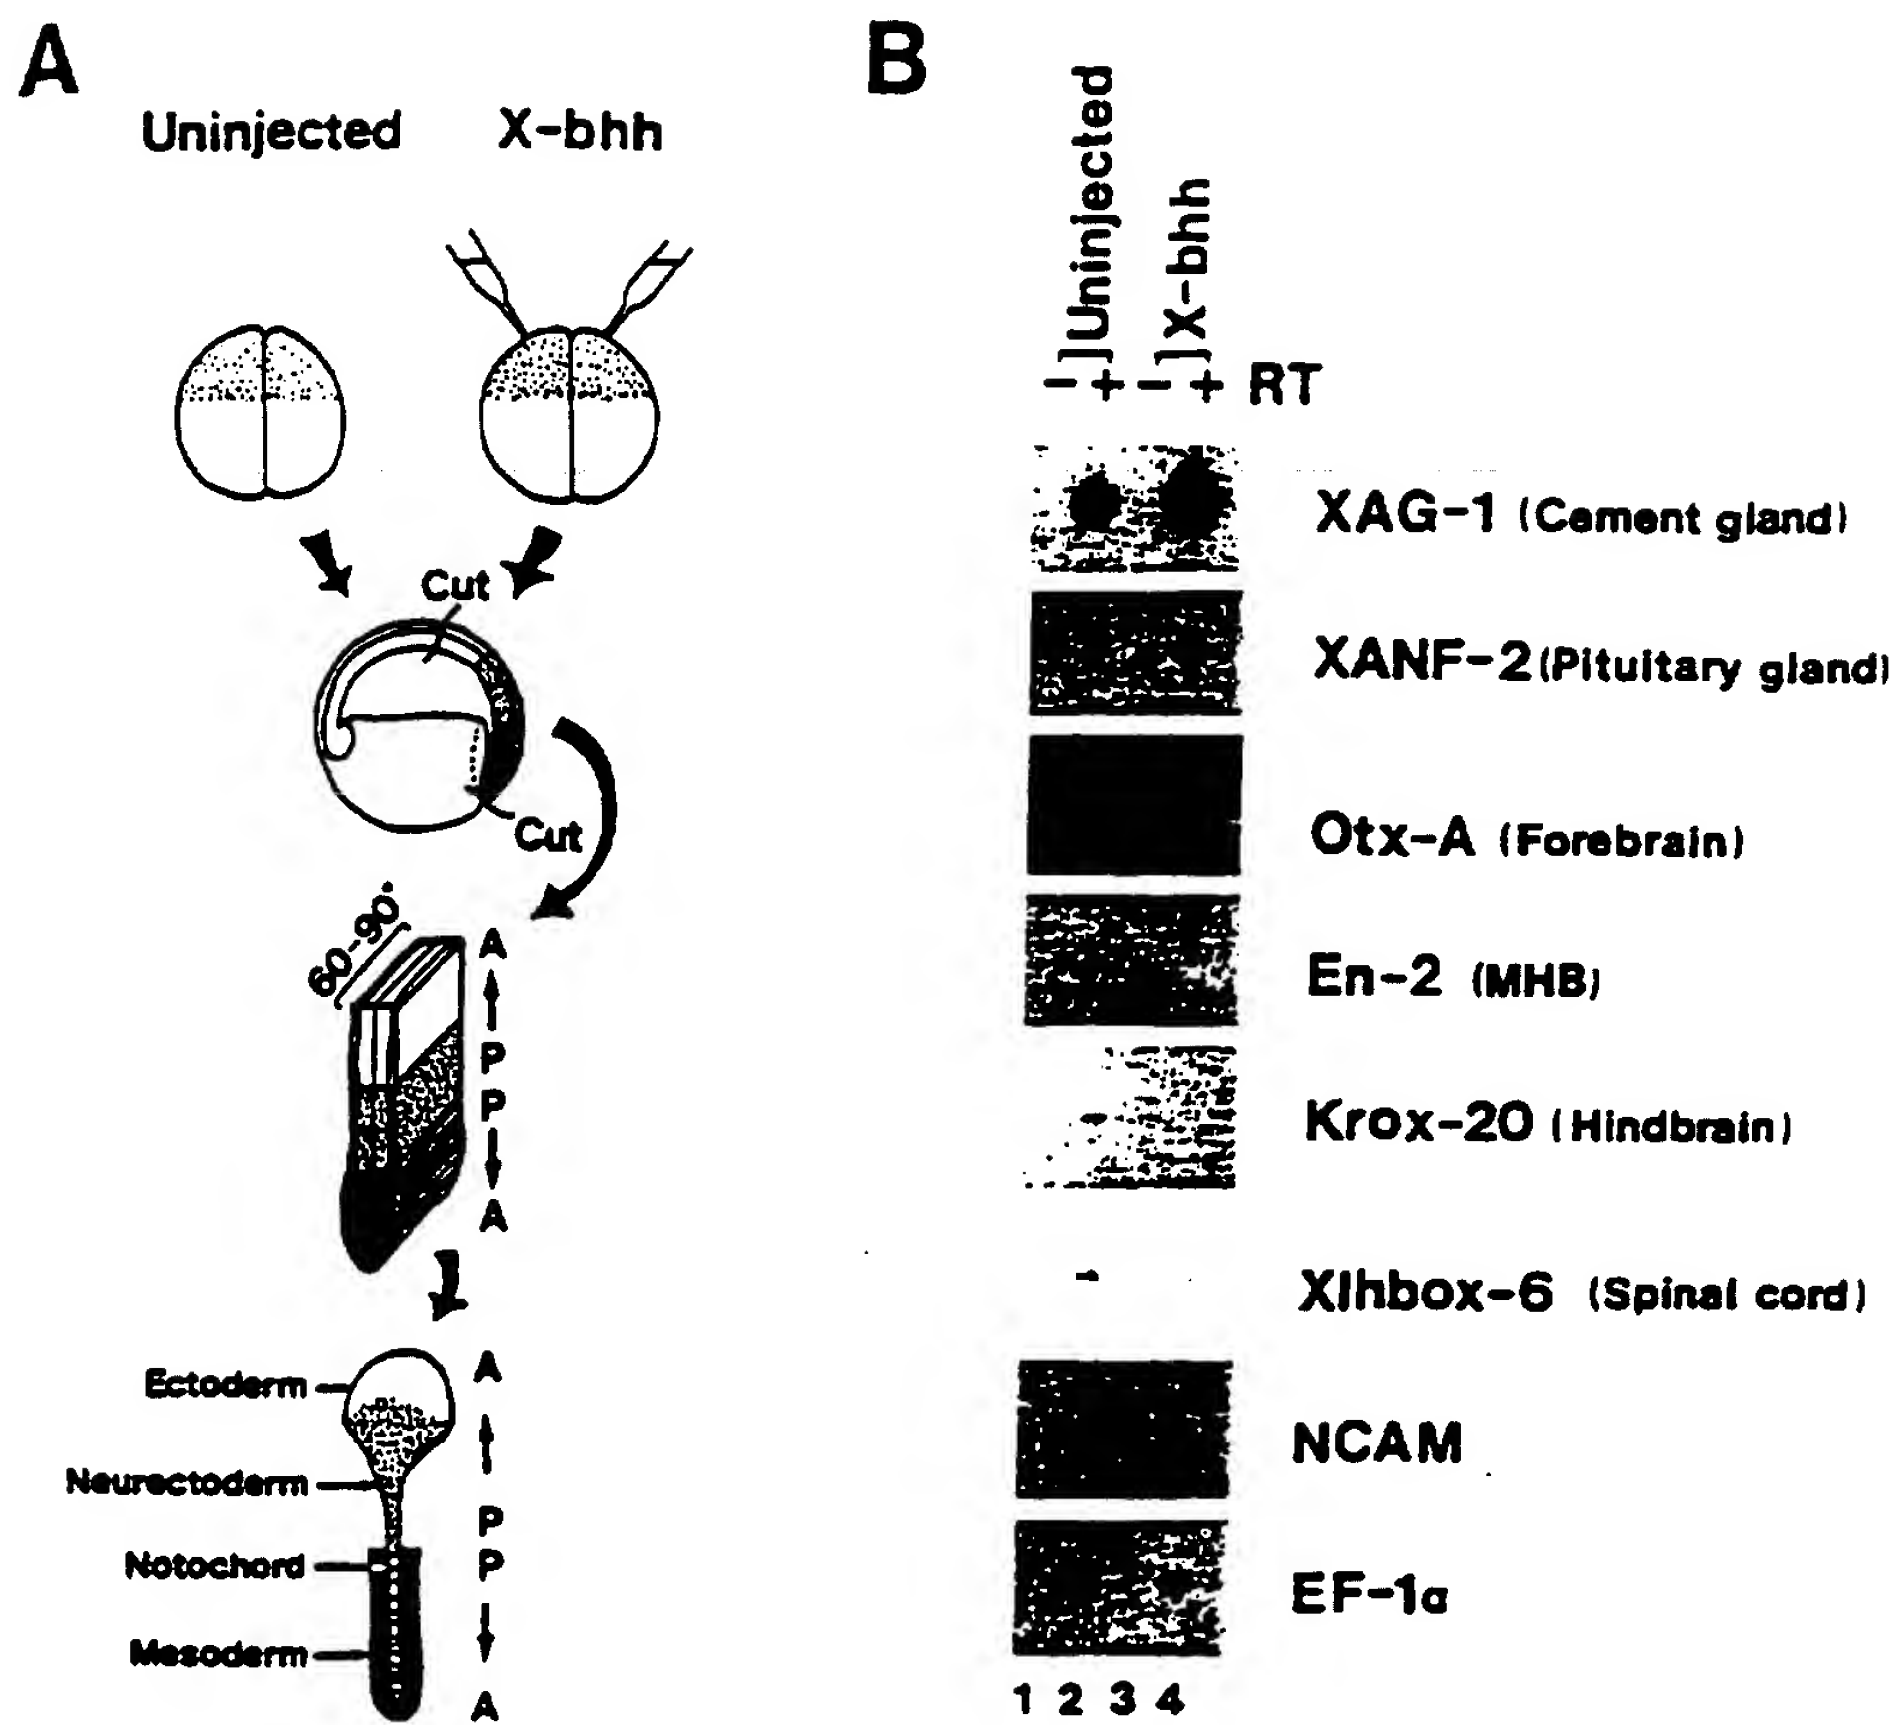 A
Uninjected X-bhh
Cut
Cut
60-90°
A
P
P
A
Ectoderm
Neurectoderm
Notochord
Mesoderm
A
P
P
A
B
]Uninjected
]X-bhh
- + - + RT
XAG-1 (Cement gland)
XANF-2 (Pituitary gland)
Otx-A (Forebrain)
En-2 (MHB)
Krox-20 (Hindbrain)
Xlhbox-6 (Spinal cord)
NCAM
EF-1α
1 2 3 4